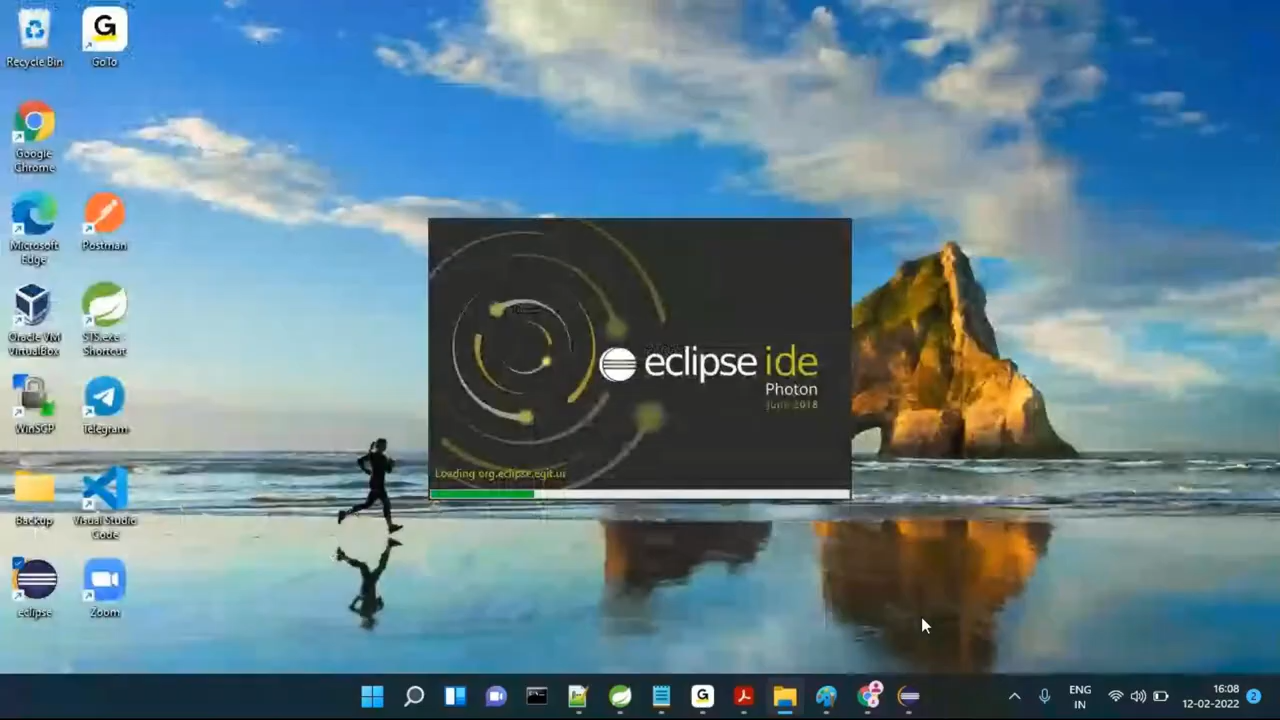 Recycle Bin
GoTo
Google
Chrome
Microsoft
Edge
Postman
Oracle VM
VirtualBox
STS.exe -
Shortcut
WinSCP
Telegram
Backup
Visual Studio
Code
eclipse
Zoom
eclipse ide
Photon
June 2018
Loading org.eclipse.egit.ui
ENG
IN
16:08
12-02-2022
2